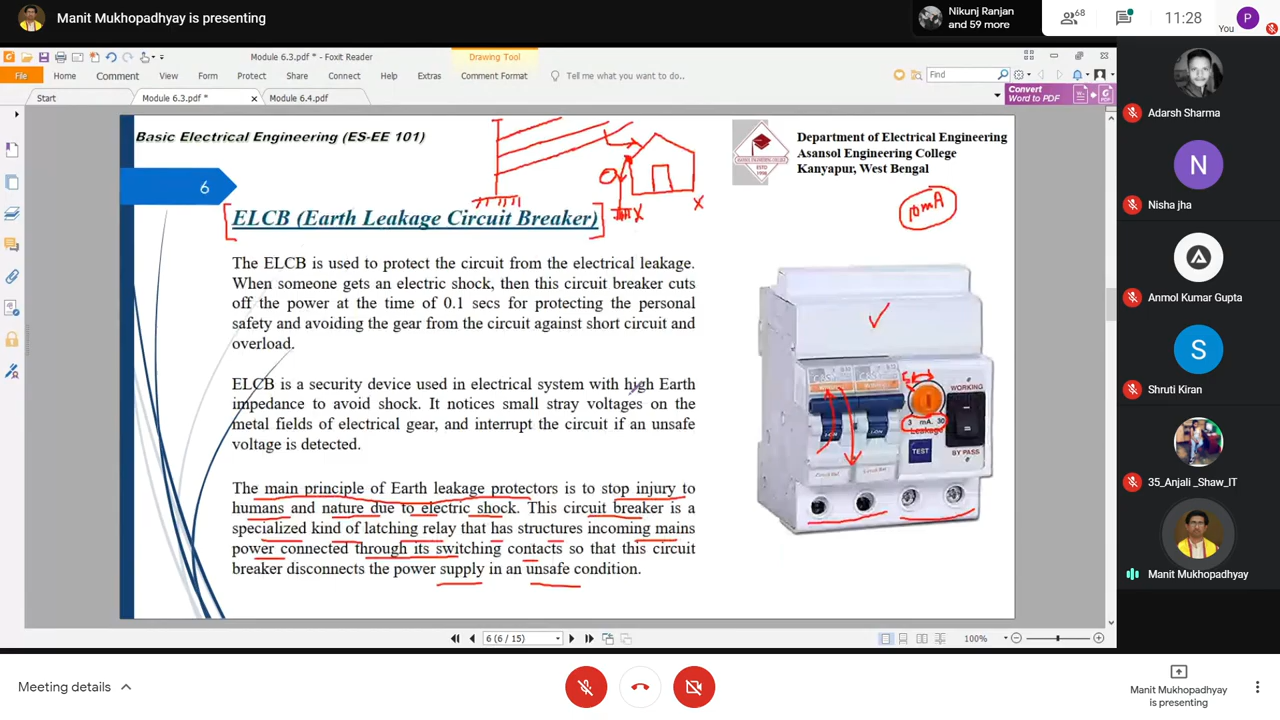 Manit Mukhopadhyay is presenting
Nikunj Ranjan
and 59 more
68
11:28
You
P
Module 6.3.pdf * - Foxit Reader
Drawing Tool
File
Home
Comment
View
Form
Protect
Share
Connect
Help
Extras
Comment Format
Tell me what you want to do..
Find
Start
Module 6.3.pdf *
Module 6.4.pdf
Convert
Word to PDF
Basic Electrical Engineering (ES-EE 101)
Department of Electrical Engineering
Asansol Engineering College
Kanyapur, West Bengal
6
10mA
ELCB (Earth Leakage Circuit Breaker)
The ELCB is used to protect the circuit from the electrical leakage.
When someone gets an electric shock, then this circuit breaker cuts
off the power at the time of 0.1 secs for protecting the personal
safety and avoiding the gear from the circuit against short circuit and
overload.
ELCB is a security device used in electrical system with high Earth
impedance to avoid shock. It notices small stray voltages on the
metal fields of electrical gear, and interrupt the circuit if an unsafe
voltage is detected.
The main principle of Earth leakage protectors is to stop injury to
humans and nature due to electric shock. This circuit breaker is a
specialized kind of latching relay that has structures incoming mains
power connected through its switching contacts so that this circuit
breaker disconnects the power supply in an unsafe condition.
WORKING
3 mA. 30
Leakage
TEST
BY PASS
6 (6 / 15)
100%
Adarsh Sharma
N
Nisha jha
Anmol Kumar Gupta
S
Shruti Kiran
35_Anjali _Shaw_IT
Manit Mukhopadhyay
Meeting details
Manit Mukhopadhyay
is presenting